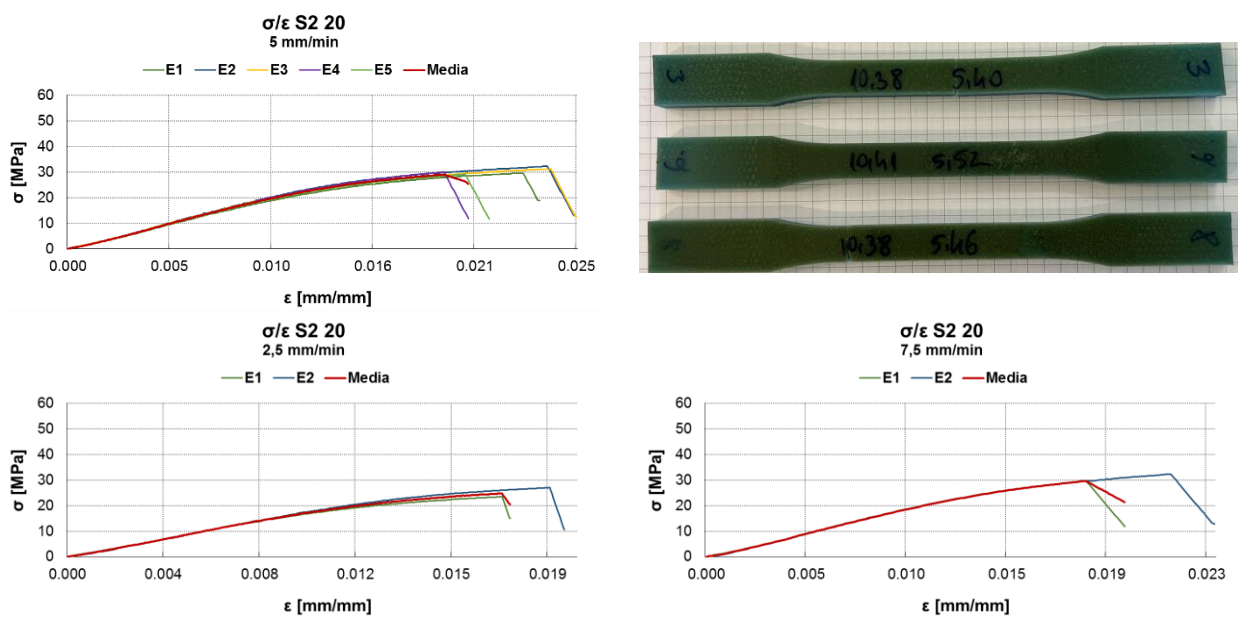 σ/ε S2 20
5 mm/min
E1 E2 E3 E4 E5 Media
60
50
40
30
20
10
0
σ [MPa]
0.000 0.005 0.010 0.016 0.021 0.025
ε [mm/mm]
3 10,38 5,40 3
10,41 5,52
10,38 5,46 8
σ/ε S2 20
2,5 mm/min
E1 E2 Media
60
50
40
30
20
10
0
σ [MPa]
0.000 0.004 0.008 0.012 0.015 0.019
ε [mm/mm]
σ/ε S2 20
7,5 mm/min
E1 E2 Media
60
50
40
30
20
10
0
σ [MPa]
0.000 0.005 0.010 0.015 0.019 0.023
ε [mm/mm]